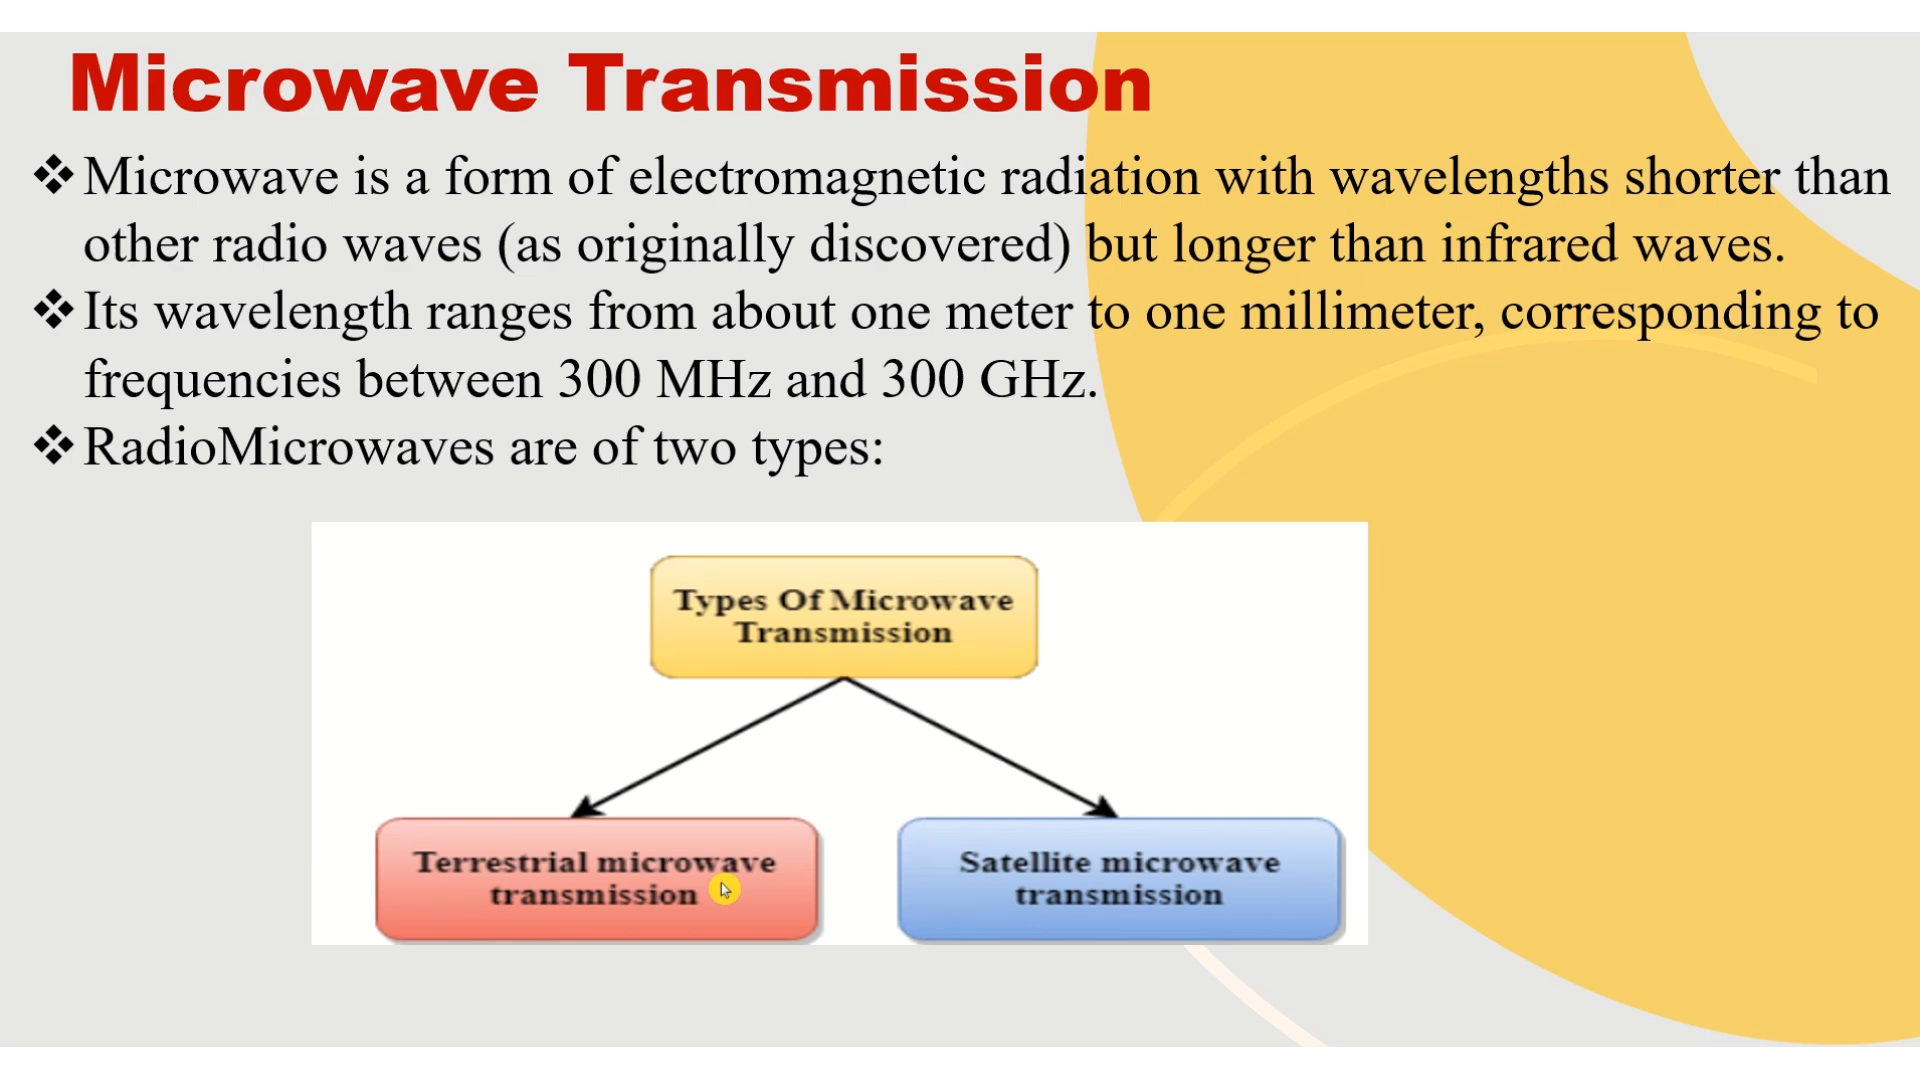 Microwave Transmission
❖Microwave is a form of electromagnetic radiation with wavelengths shorter than
other radio waves (as originally discovered) but longer than infrared waves.
❖Its wavelength ranges from about one meter to one millimeter, corresponding to
frequencies between 300 MHz and 300 GHz.
❖RadioMicrowaves are of two types:
Types Of Microwave
Transmission
Terrestrial microwave
transmission
Satellite microwave
transmission